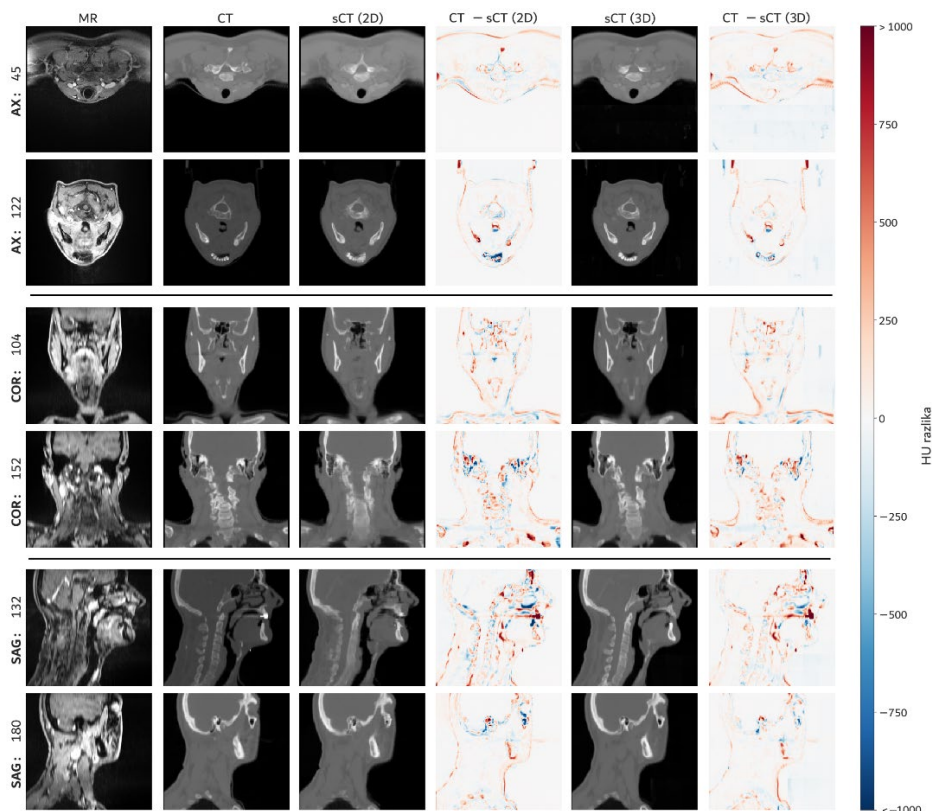 MR CT sCT (2D) CT − sCT (2D) sCT (3D) CT − sCT (3D)
AX: 45
AX: 122
COR: 104
COR: 152
SAG: 132
SAG: 180
> 1000
750
500
250
0
−250
−500
−750
< −1000
HU razlika